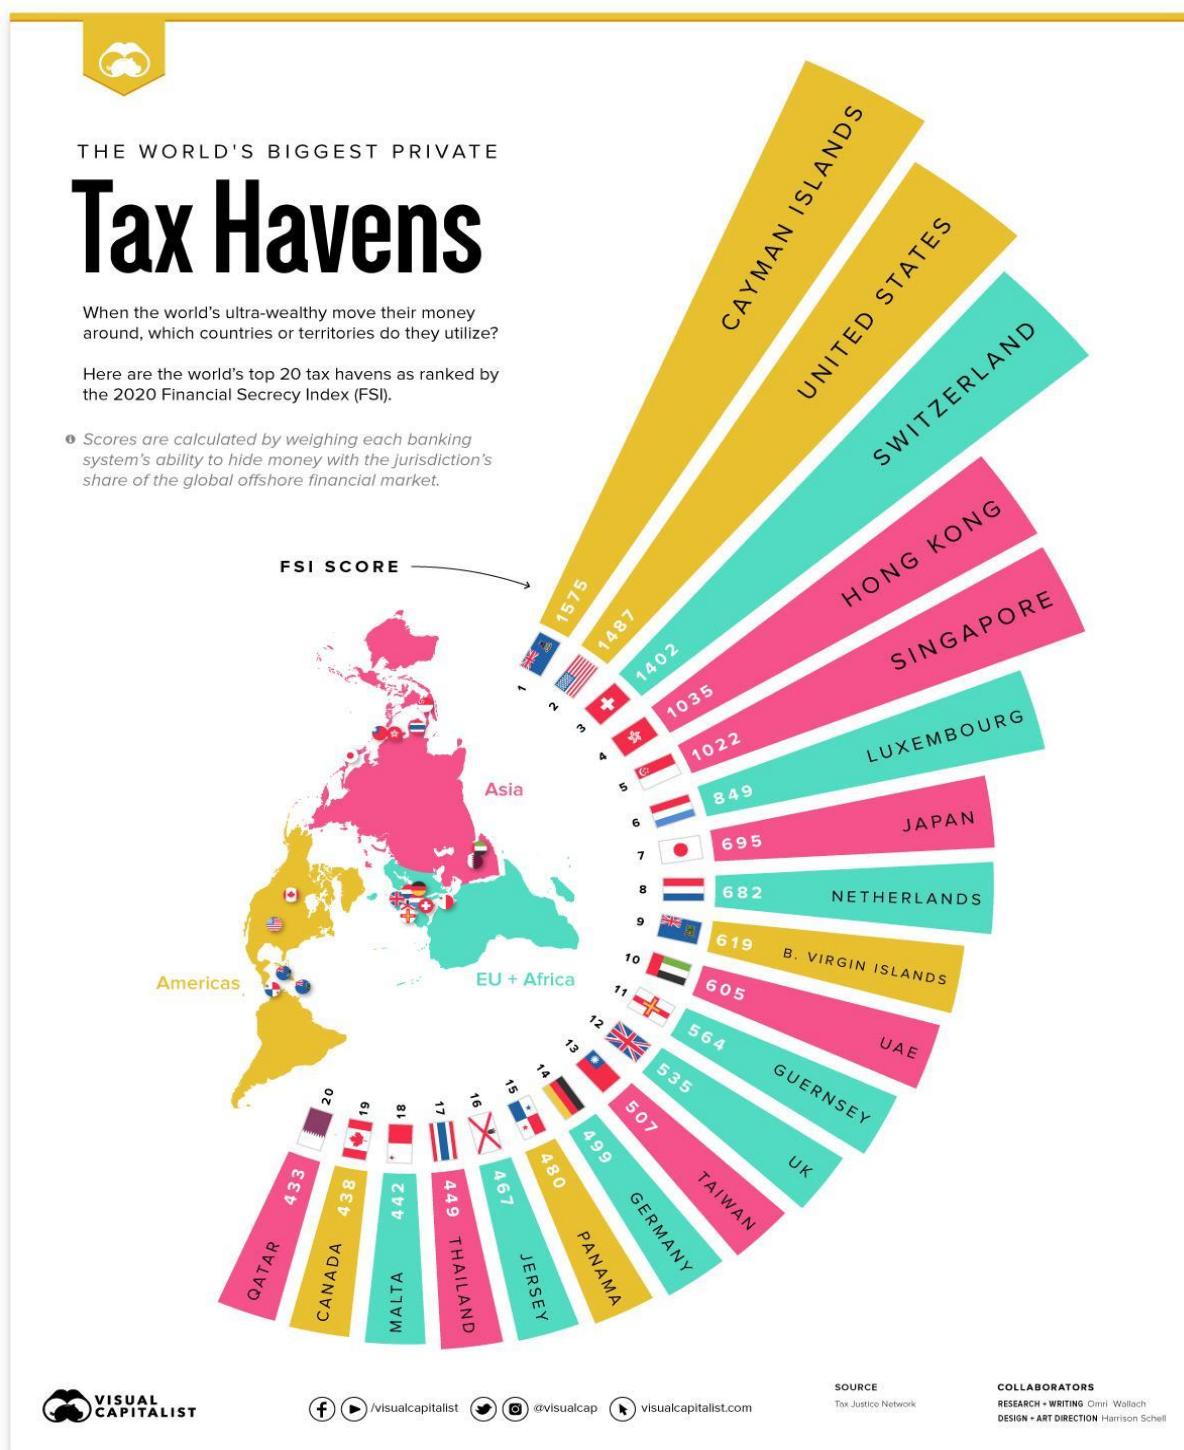 THE WORLD'S BIGGEST PRIVATE
Tax Havens
When the world's ultra-wealthy move their money
around, which countries or territories do they utilize?
Here are the world's top 20 tax havens as ranked by
the 2020 Financial Secrecy Index (FSI).
Scores are calculated by weighing each banking
system's ability to hide money with the jurisdiction's
share of the global offshore financial market.
FSI SCORE
1 1575 CAYMAN ISLANDS
2 1487 UNITED STATES
3 1402 SWITZERLAND
4 1035 HONG KONG
5 1022 SINGAPORE
6 849 LUXEMBOURG
7 695 JAPAN
8 682 NETHERLANDS
9 619 B. VIRGIN ISLANDS
10 605 UAE
11 564 GUERNSEY
12 535 UK
13 507 TAIWAN
14 499 GERMANY
15 480 PANAMA
16 467 JERSEY
17 449 THAILAND
18 442 MALTA
19 438 CANADA
20 433 QATAR
Asia
Americas
EU + Africa
VISUAL
CAPITALIST
/visualcapitalist
@visualcap
visualcapitalist.com
SOURCE
Tax Justice Network
COLLABORATORS
RESEARCH + WRITING Omri Wallach
DESIGN + ART DIRECTION Harrison Schell